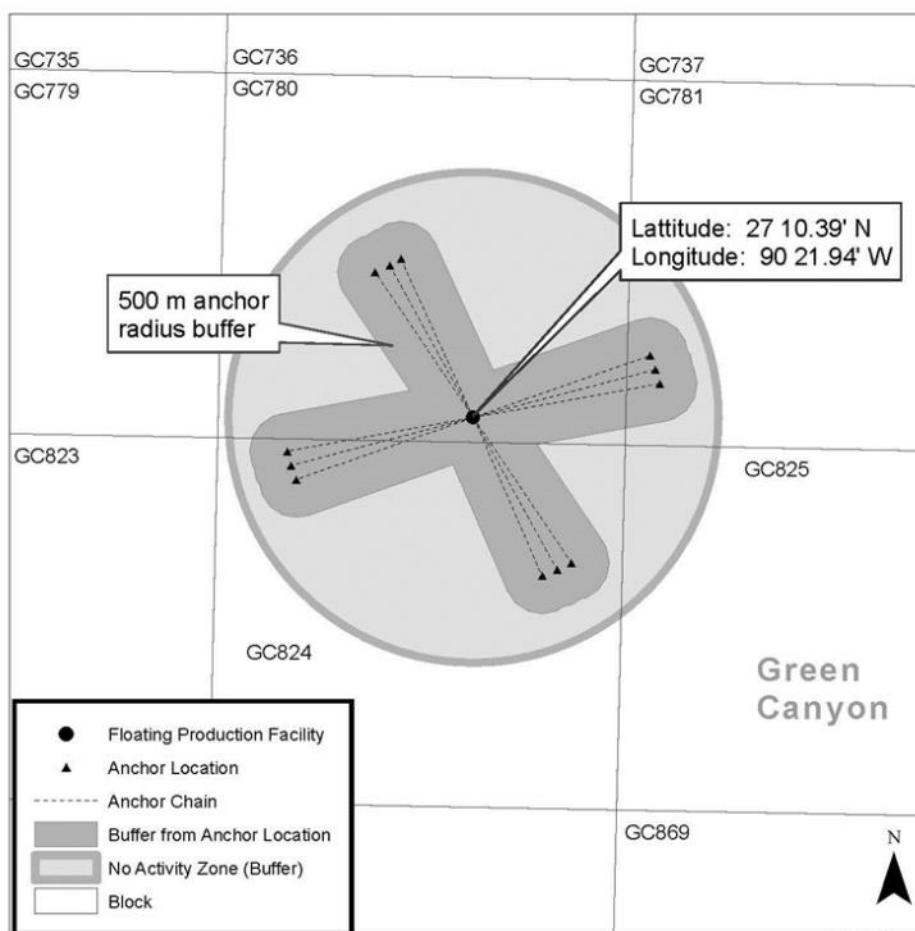 GC735
GC736
GC737
GC779
GC780
GC781
Lattitude: 27 10.39' N
Longitude: 90 21.94' W
500 m anchor
radius buffer
GC823
GC825
GC824
Green
Canyon
Floating Production Facility
Anchor Location
Anchor Chain
Buffer from Anchor Location
No Activity Zone (Buffer)
Block
GC869
N